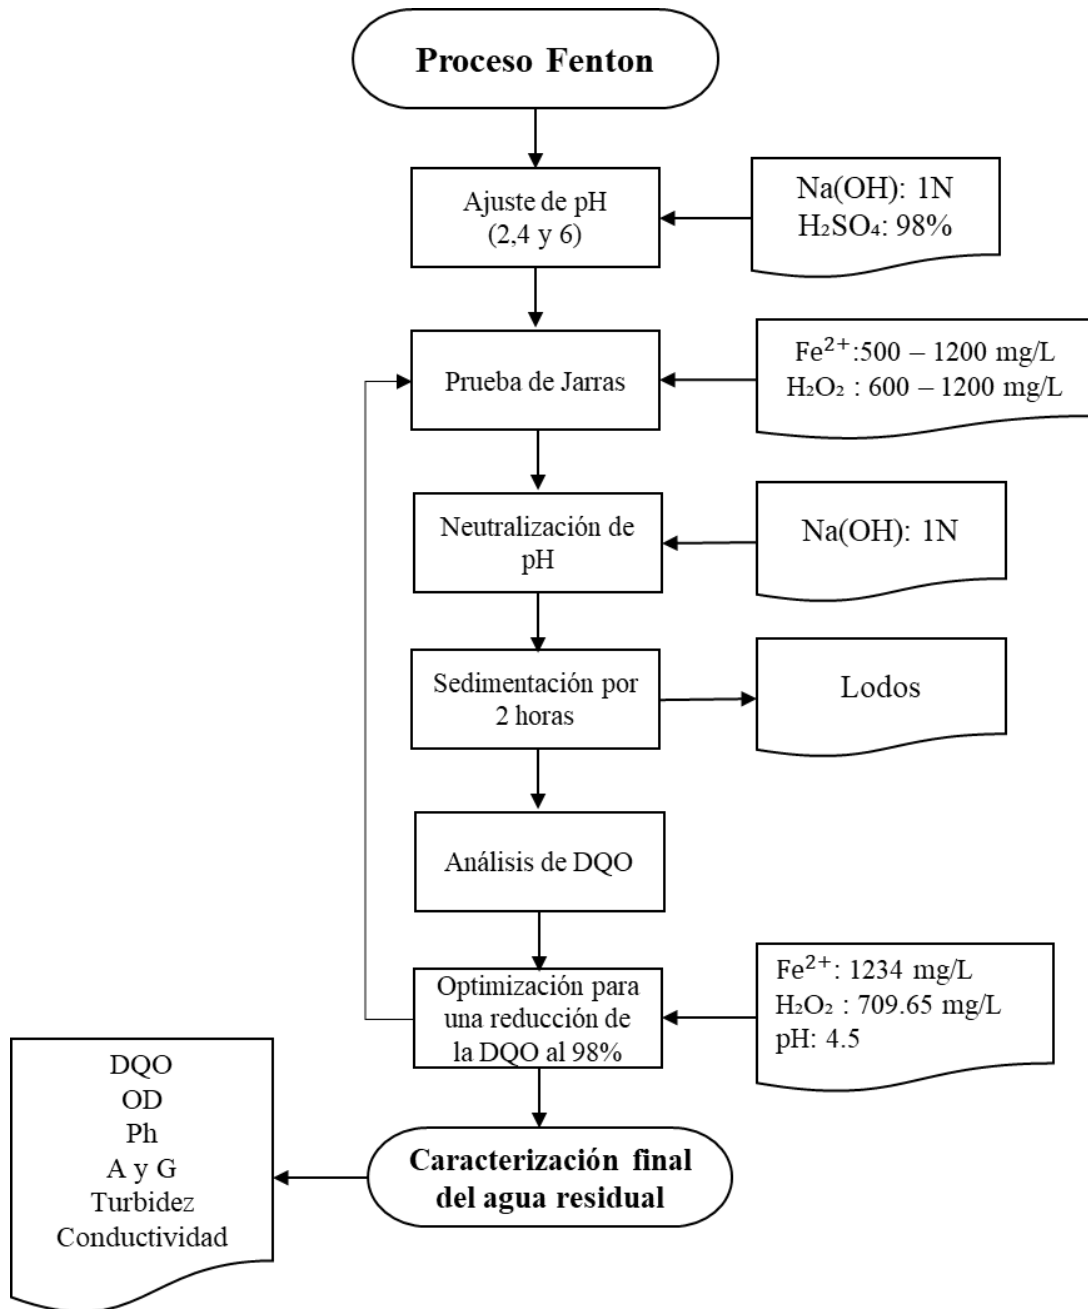 Proceso Fenton
Ajuste de pH
(2,4 y 6)
Na(OH): 1N
H₂SO₄: 98%
Prueba de Jarras
Fe²⁺:500 – 1200 mg/L
H₂O₂ : 600 – 1200 mg/L
Neutralización de
pH
Na(OH): 1N
Sedimentación por
2 horas
Lodos
Análisis de DQO
Optimización para
una reducción de
la DQO al 98%
Fe²⁺: 1234 mg/L
H₂O₂ : 709.65 mg/L
pH: 4.5
Caracterización final
del agua residual
DQO
OD
Ph
A y G
Turbidez
Conductividad